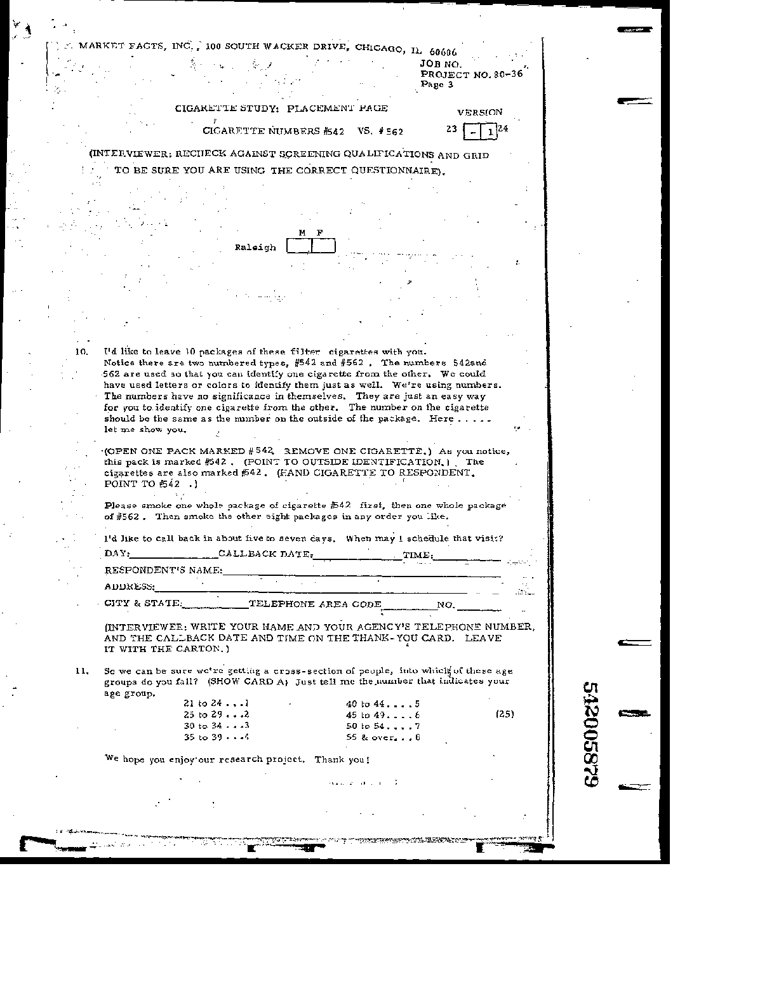 MARKET FACTS, INC., 100 SOUTH WACKER DRIVE, CHICAGO, IL 60606
JOB NO.
PROJECT NO. 80-36
Page 3
CIGARETTE STUDY: PLACEMENT PAGE
VERSION
CIGARETTE NUMBERS #542 VS. #562
23 - 1 24
(INTERVIEWER: RECHECK AGAINST SCREENING QUALIFICATIONS AND GRID
TO BE SURE YOU ARE USING THE CORRECT QUESTIONNAIRE).
M F
Raleigh
10. I'd like to leave 10 packages of these filter cigarettes with you.
Notice there are two numbered types, #542 and #562 . The numbers 542and
562 are used so that you can identify one cigarette from the other. We could
have used letters or colors to identify them just as well. We're using numbers.
The numbers have no significance in themselves. They are just an easy way
for you to identify one cigarette from the other. The number on the cigarette
should be the same as the number on the outside of the package. Here . . . . .
let me show you.
(OPEN ONE PACK MARKED #542, REMOVE ONE CIGARETTE.) As you notice,
this pack is marked #542 . (POINT TO OUTSIDE IDENTIFICATION.) The
cigarettes are also marked #542 . (HAND CIGARETTE TO RESPONDENT.
POINT TO #542 .)
Please smoke one whole package of cigarette #542 first, then one whole package
of #562 . Then smoke the other eight packages in any order you like.
I'd like to call back in about five to seven days. When may I schedule that visit?
DAY: CALLBACK DATE: TIME:
RESPONDENT'S NAME:
ADDRESS:
CITY & STATE: TELEPHONE AREA CODE NO.
(INTERVIEWER: WRITE YOUR NAME AND YOUR AGENCY'S TELEPHONE NUMBER,
AND THE CALLBACK DATE AND TIME ON THE THANK-YOU CARD. LEAVE
IT WITH THE CARTON.)
11. So we can be sure we're getting a cross-section of people, into which of these age
groups do you fall? (SHOW CARD A) Just tell me the number that indicates your
age group.
21 to 24 . . . 1 40 to 44 . . . . 5
25 to 29 . . . 2 45 to 49 . . . . 6 (25)
30 to 34 . . . 3 50 to 54 . . . . 7
35 to 39 . . . 4 55 & over. . . 8
We hope you enjoy our research project. Thank you!
542005879